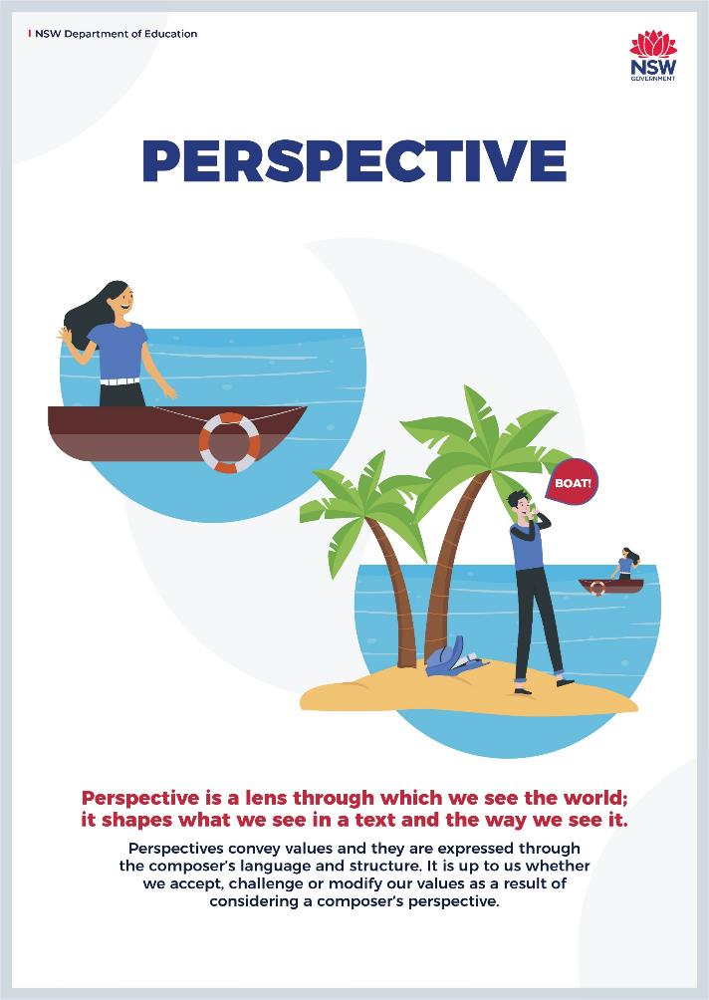 NSW Department of Education
NSW
GOVERNMENT
PERSPECTIVE
BOAT!
Perspective is a lens through which we see the world;
it shapes what we see in a text and the way we see it.
Perspectives convey values and they are expressed through
the composer's language and structure. It is up to us whether
we accept, challenge or modify our values as a result of
considering a composer's perspective.